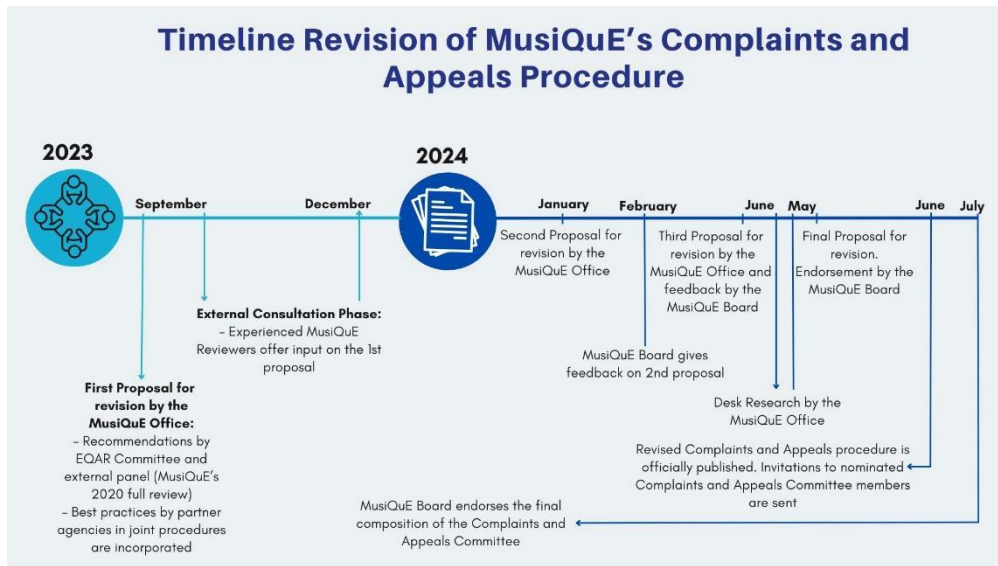 Timeline Revision of MusiQuE's Complaints and
Appeals Procedure
2023
September
December
2024
January
February
June
May
June
July
First Proposal for
revision by the
MusiQuE Office:
- Recommendations by
EQAR Committee and
external panel (MusiQuE's
2020 full review)
- Best practices by partner
agencies in joint procedures
are incorporated
External Consultation Phase:
- Experienced MusiQuE
Reviewers offer input on the 1st
proposal
Second Proposal for
revision by the
MusiQuE Office
MusiQuE Board gives
feedback on 2nd proposal
Third Proposal for
revision by the
MusiQuE Office and
feedback by the
MusiQuE Board
Desk Research by the
MusiQuE Office
Final Proposal for
revision.
Endorsement by the
MusiQuE Board
Revised Complaints and Appeals procedure is
officially published. Invitations to nominated
Complaints and Appeals Committee members
are sent
MusiQuE Board endorses the final
composition of the Complaints and
Appeals Committee